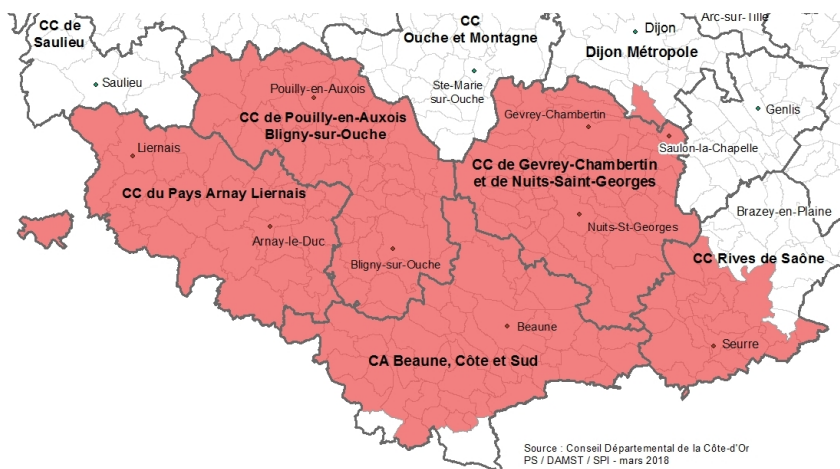 CC de
Saulieu
Saulieu
CC
Ouche et Montagne
Ste-Marie
sur-Ouche
Dijon
Dijon Métropole
Arc-sur-Tille
Genlis
Pouilly-en-Auxois
CC de Pouilly-en-Auxois
Bligny-sur-Ouche
Gevrey-Chambertin
Saulon-la-Chapelle
CC de Gevrey-Chambertin
et de Nuits-Saint-Georges
Liernais
CC du Pays Arnay Liernais
Arnay-le-Duc
Bligny-sur-Ouche
Nuits-St-Georges
Brazey-en-Plaine
CC Rives de Saône
Beaune
CA Beaune, Côte et Sud
Seurre
Source : Conseil Départemental de la Côte-d'Or
PS / DAMST / SPI - mars 2018